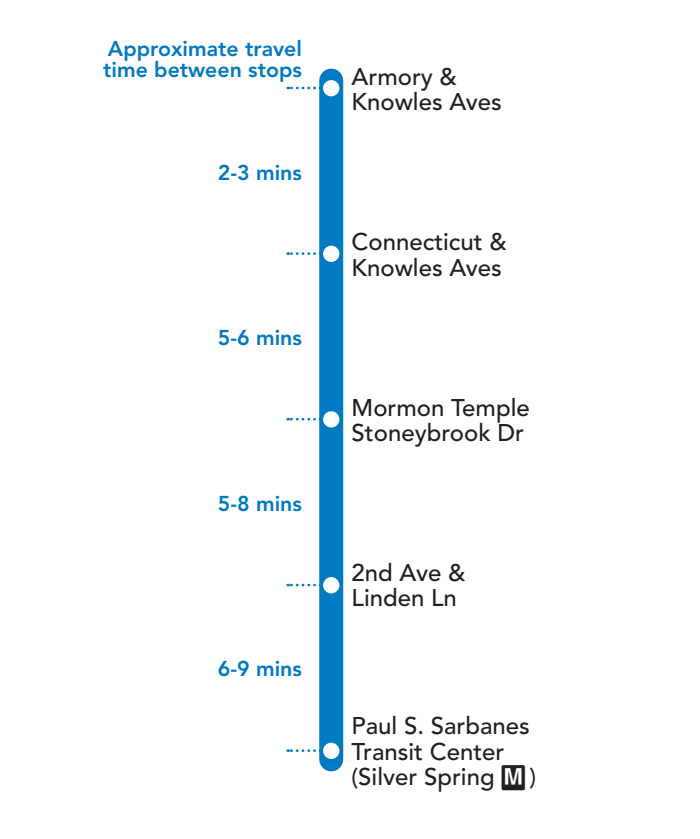 Approximate travel
time between stops
Armory &
Knowles Aves
2-3 mins
Connecticut &
Knowles Aves
5-6 mins
Mormon Temple
Stoneybrook Dr
5-8 mins
2nd Ave &
Linden Ln
6-9 mins
Paul S. Sarbanes
Transit Center
(Silver Spring M)